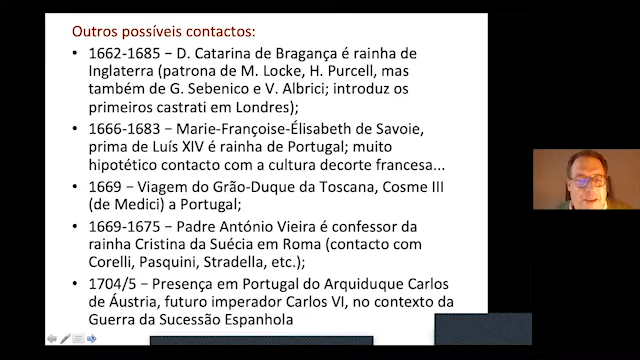 Outros possíveis contactos:
• 1662-1685 − D. Catarina de Bragança é rainha de
Inglaterra (patrona de M. Locke, H. Purcell, mas
também de G. Sebenico e V. Albrici; introduz os
primeiros castrati em Londres);
• 1666-1683 − Marie-Françoise-Élisabeth de Savoie,
prima de Luís XIV é rainha de Portugal; muito
hipotético contacto com a cultura decorte francesa...
• 1669 − Viagem do Grão-Duque da Toscana, Cosme III
(de Medici) a Portugal;
• 1669-1675 − Padre António Vieira é confessor da
rainha Cristina da Suécia em Roma (contacto com
Corelli, Pasquini, Stradella, etc.);
• 1704/5 − Presença em Portugal do Arquiduque Carlos
de Áustria, futuro imperador Carlos VI, no contexto da
Guerra da Sucessão Espanhola